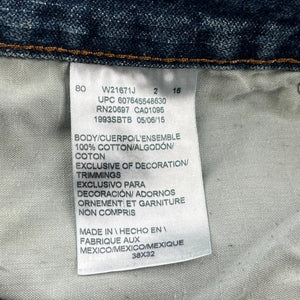 80 W21671J 2 16
UPC 607645546630
RN20697 CA01095
1993SBTB 05/06/15
BODY/CUERPO/L'ENSEMBLE
100% COTTON/ALGODÓN/
COTON
EXCLUSIVE OF DECORATION/
TRIMMINGS
EXCLUSIVO PARA
DECORACIÓN/ ADORNOS
ORNEMENT ET GARNITURE
NON COMPRIS
MADE IN \ HECHO EN \
FABRIQUE AUX
MEXICO/MEXICO/MEXIQUE
38X32